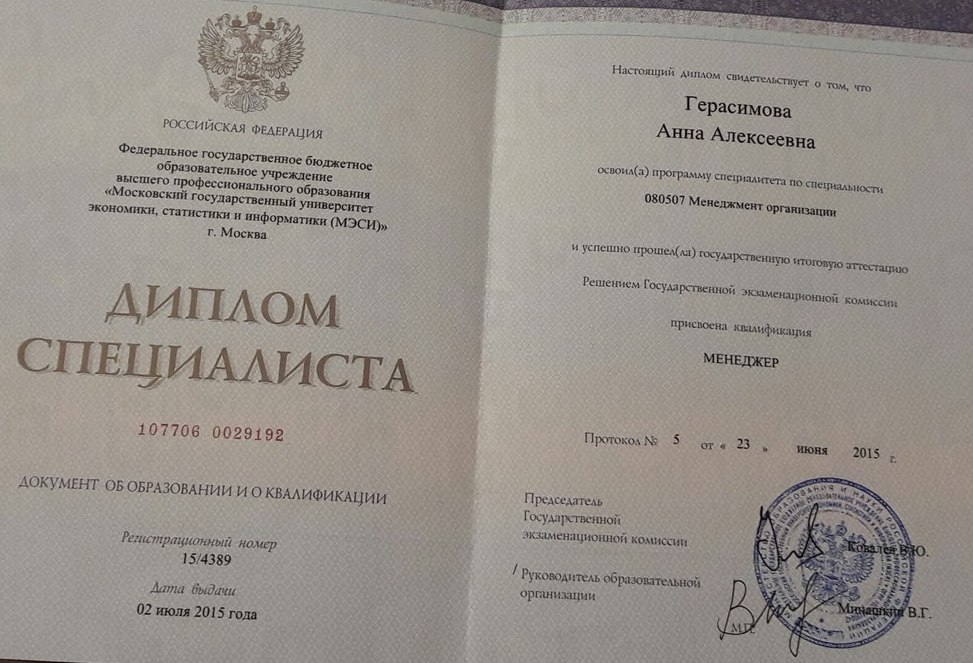 РОССИЙСКАЯ ФЕДЕРАЦИЯ
Федеральное государственное бюджетное
образовательное учреждение
высшего профессионального образования
«Московский государственный университет
экономики, статистики и информатики (МЭСИ)»
г. Москва
ДИПЛОМ
СПЕЦИАЛИСТА
107706 0029192
ДОКУМЕНТ ОБ ОБРАЗОВАНИИ И О КВАЛИФИКАЦИИ
Регистрационный номер
15/4389
Дата выдачи
02 июля 2015 года
Настоящий диплом свидетельствует о том, что
Герасимова
Анна Алексеевна
освоил(а) программу специалитета по специальности
080507 Менеджмент организации
и успешно прошел(ла) государственную итоговую аттестацию
Решением Государственной экзаменационной комиссии
присвоена квалификация
МЕНЕДЖЕР
Протокол № 5 от « 23 » июня 2015 г.
Председатель
Государственной
экзаменационной комиссии
Ковалев В.Ю.
/ Руководитель образовательной
организации
Минашкин В.Г.
М.П.